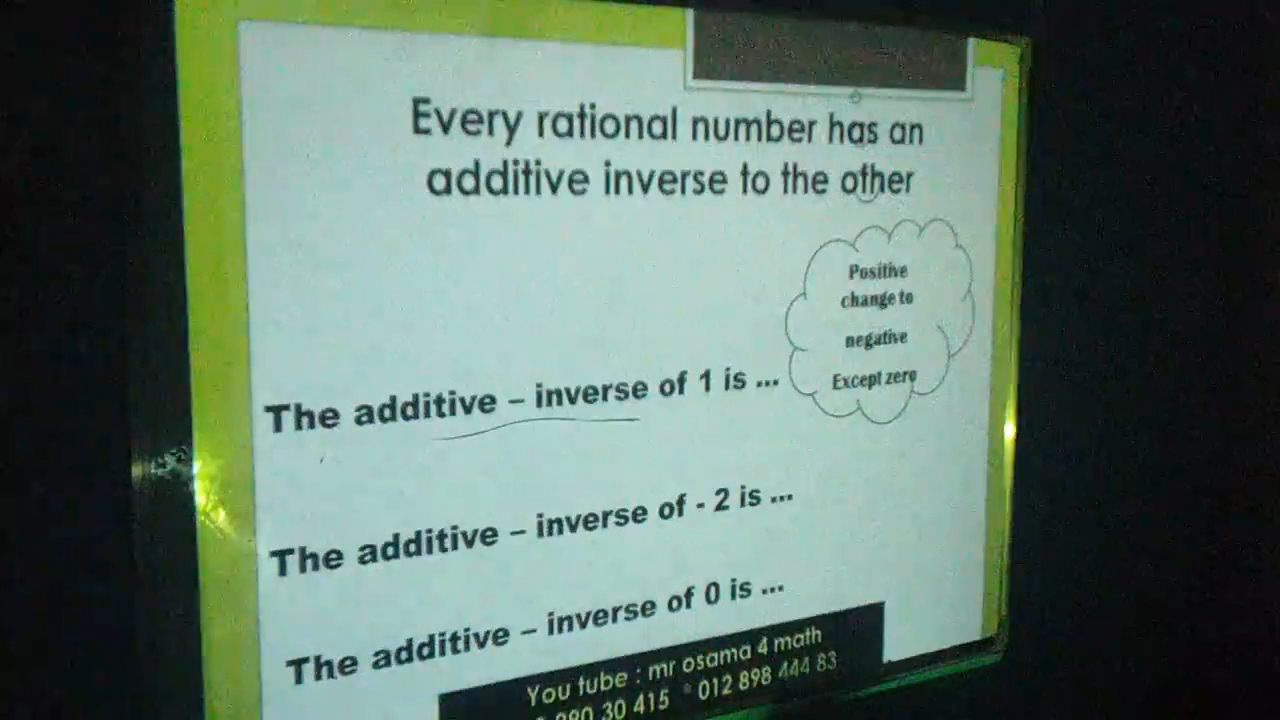 Every rational number has an
additive inverse to the other
Positive
change to
negative
Except zero
The additive – inverse of 1 is ...
The additive – inverse of - 2 is ...
The additive – inverse of 0 is ...
You tube : mr osama 4 math
30 415 * 012 898 444 83